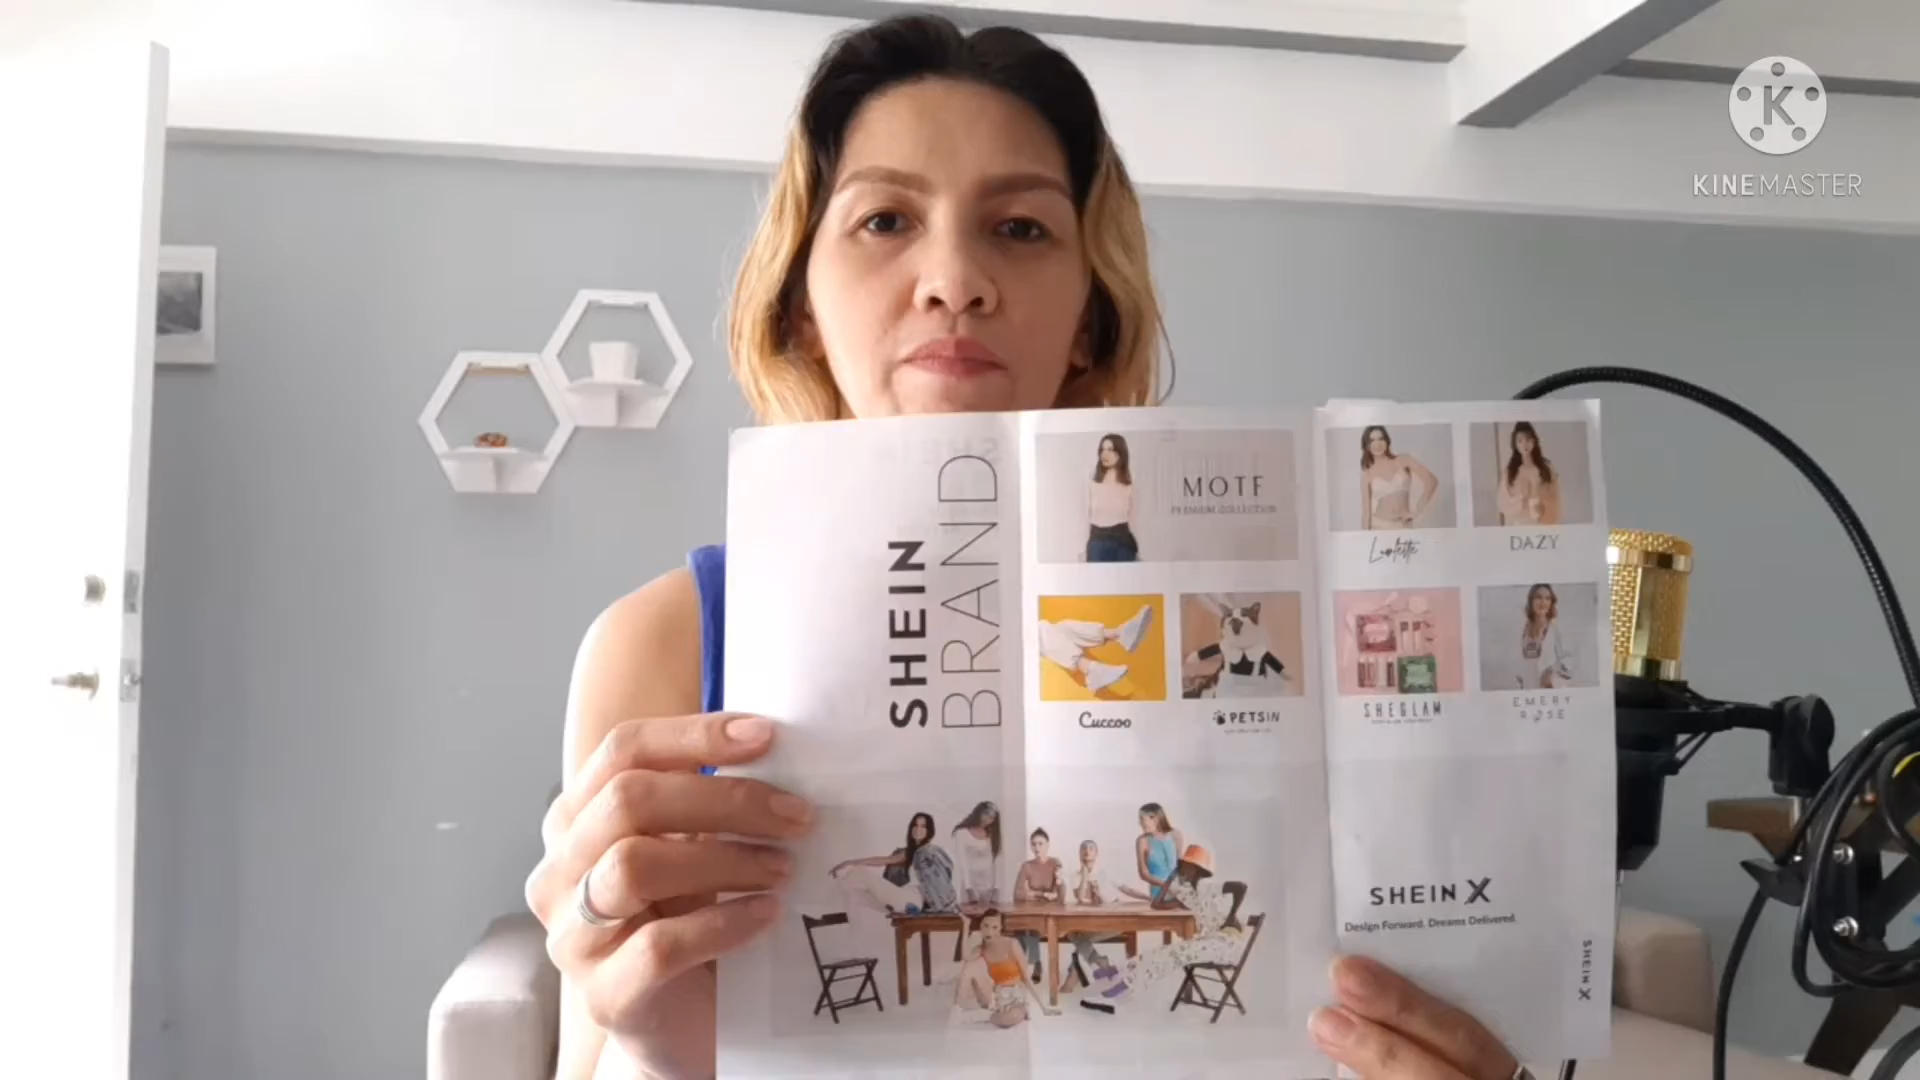 K
KINEMASTER
SHEIN
BRAND
MOTF
PREMIUM COLLECTION
Luvlette
DAZY
Cuccoo
PETSIN
SHEGLAM
EMERY
ROSE
SHEIN X
Design Forward. Dreams Delivered.
SHEIN X